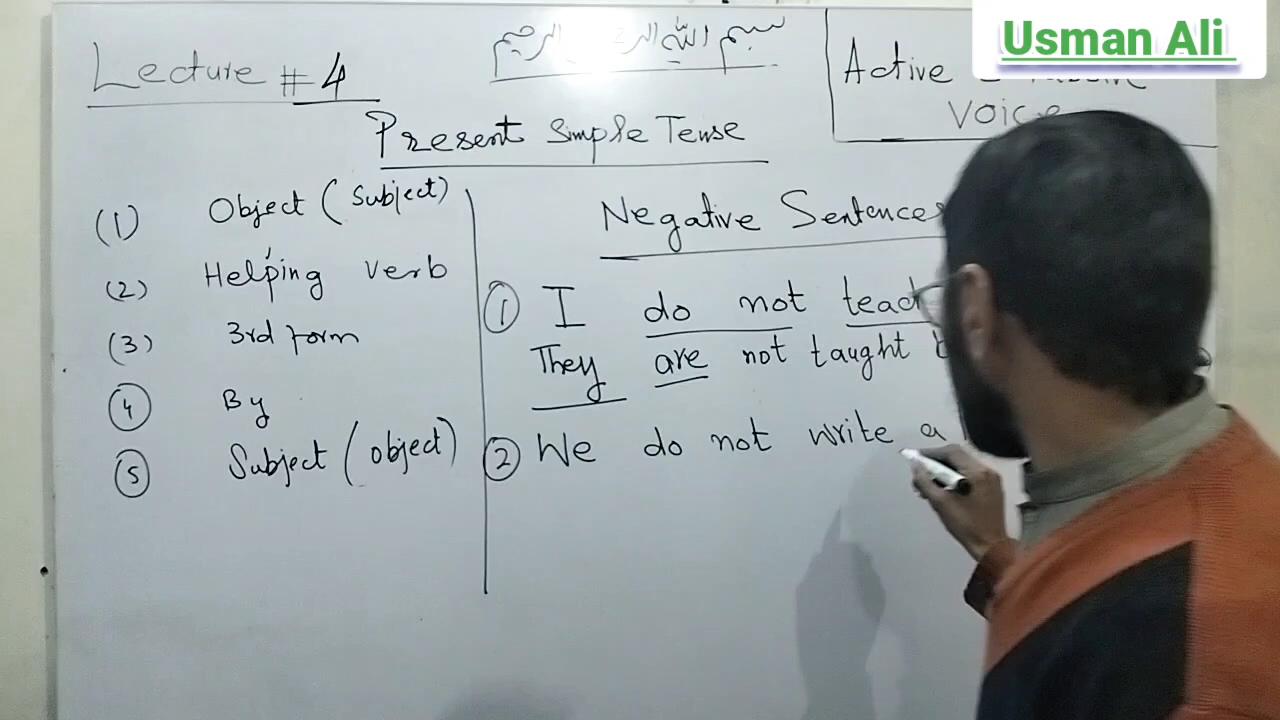 Usman Ali
Lecture # 4
بسم الله الرحمن الرحيم
Active
Voice
Present Simple Tense
(1) Object (Subject)
(2) Helping verb
(3) 3rd form
4 By
5 Subject (object)
Negative Sentences
1 I do not teach
They are not taught
2 We do not write a